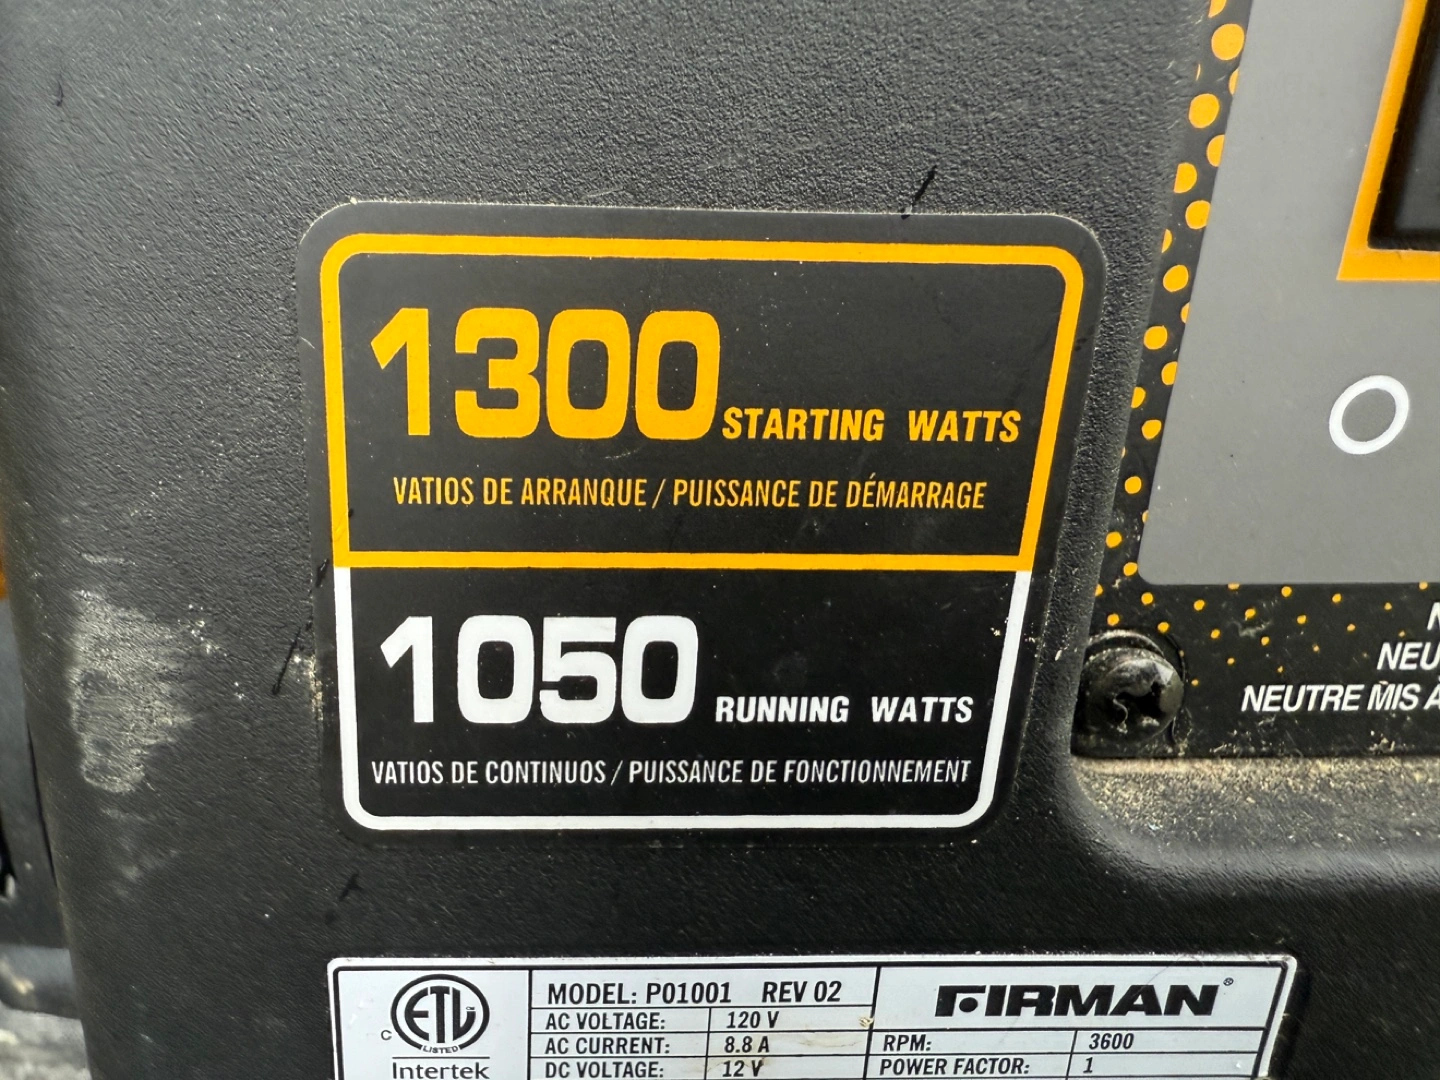 1300 STARTING WATTS
VATIOS DE ARRANQUE / PUISSANCE DE DÉMARRAGE
1050 RUNNING WATTS
VATIOS DE CONTINUOS / PUISSANCE DE FONCTIONNEMENT
NEU
NEUTRE MIS À
C ETL LISTED
Intertek
MODEL: P01001 REV 02
AC VOLTAGE: 120 V
AC CURRENT: 8.8 A
DC VOLTAGE: 12 V
FIRMAN®
RPM: 3600
POWER FACTOR: 1